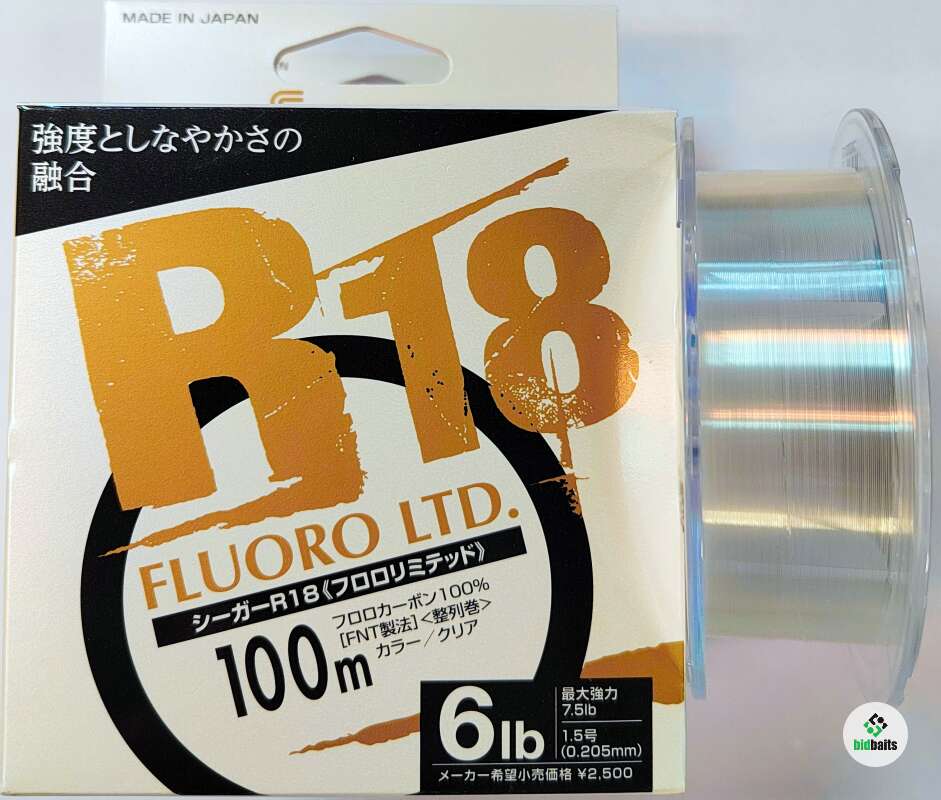 MADE IN JAPAN
強度としなやかさの
融合
R18
FLUORO LTD.
シーガーR18《フロロリミテッド》
100m
フロロカーボン100%
[FNT製法]<整列巻>
カラー/クリア
6lb
最大強力
7.5lb
1.5号
(0.205mm)
メーカー希望小売価格 ¥2,500
bidbaits